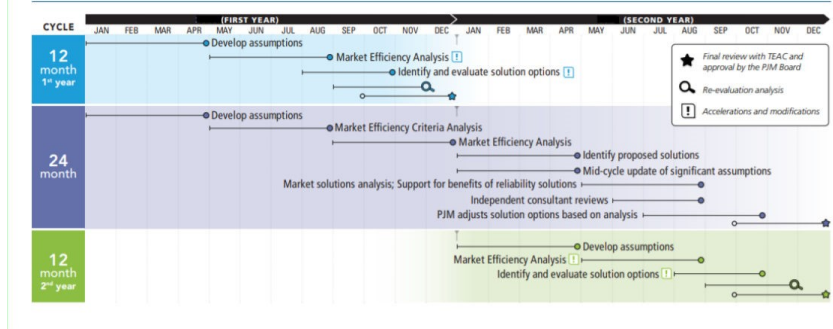 (FIRST YEAR) (SECOND YEAR)
CYCLE JAN FEB MAR APR MAY JUN JUL AUG SEP OCT NOV DEC JAN FEB MAR APR MAY JUN JUL AUG SEP OCT NOV DEC
12
month
1st year
Develop assumptions
Market Efficiency Analysis !
Identify and evaluate solution options !
Final review with TEAC and
approval by the PJM Board
Re-evaluation analysis
! Accelerations and modifications
24
month
Develop assumptions
Market Efficiency Criteria Analysis
Market Efficiency Analysis
Identify proposed solutions
Mid-cycle update of significant assumptions
Market solutions analysis; Support for benefits of reliability solutions
Independent consultant reviews
PJM adjusts solution options based on analysis
12
month
2nd year
Develop assumptions
Market Efficiency Analysis !
Identify and evaluate solution options !